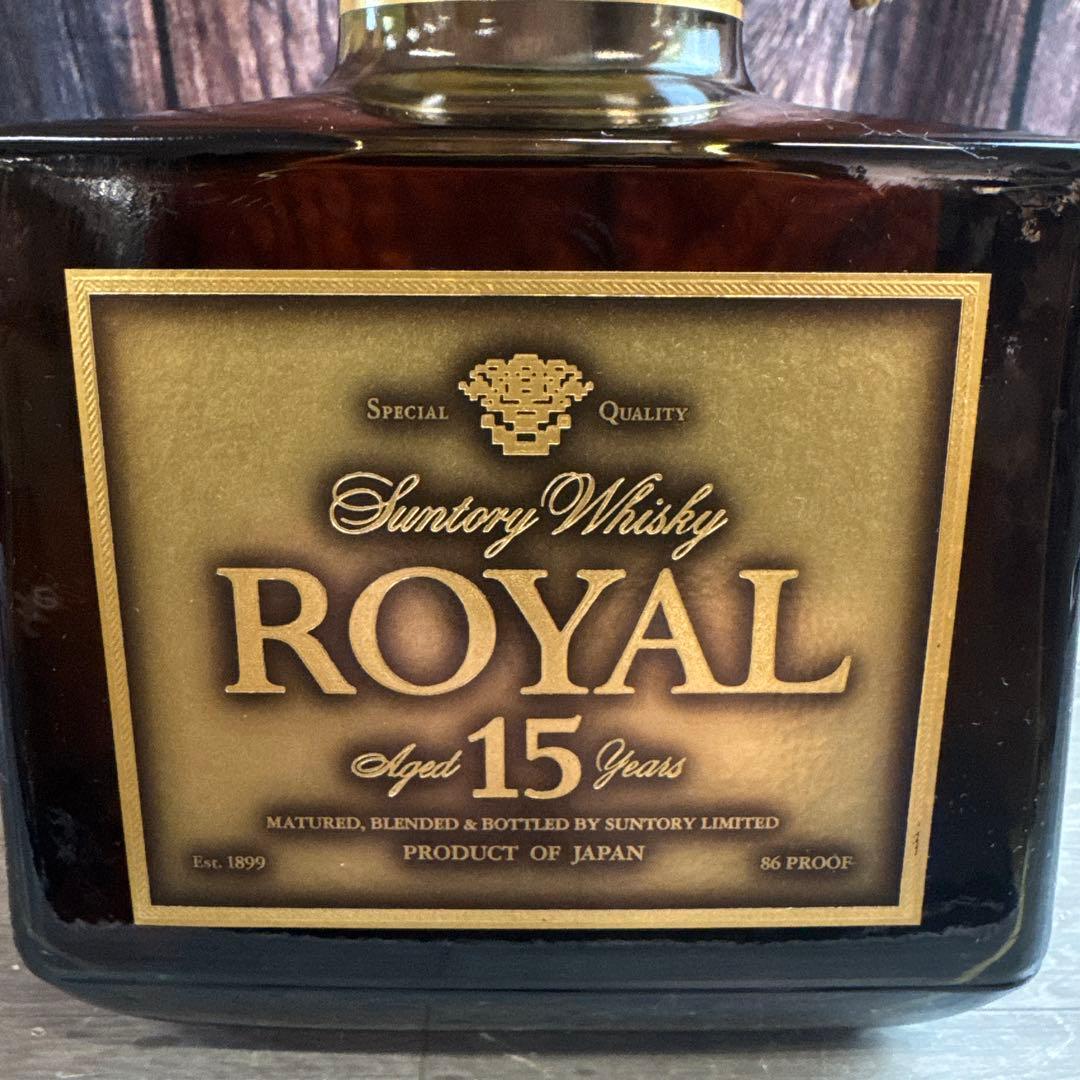 SPECIAL QUALITY
Suntory Whisky
ROYAL
Aged 15 Years
MATURED, BLENDED & BOTTLED BY SUNTORY LIMITED
PRODUCT OF JAPAN
Est. 1899
86 PROOF